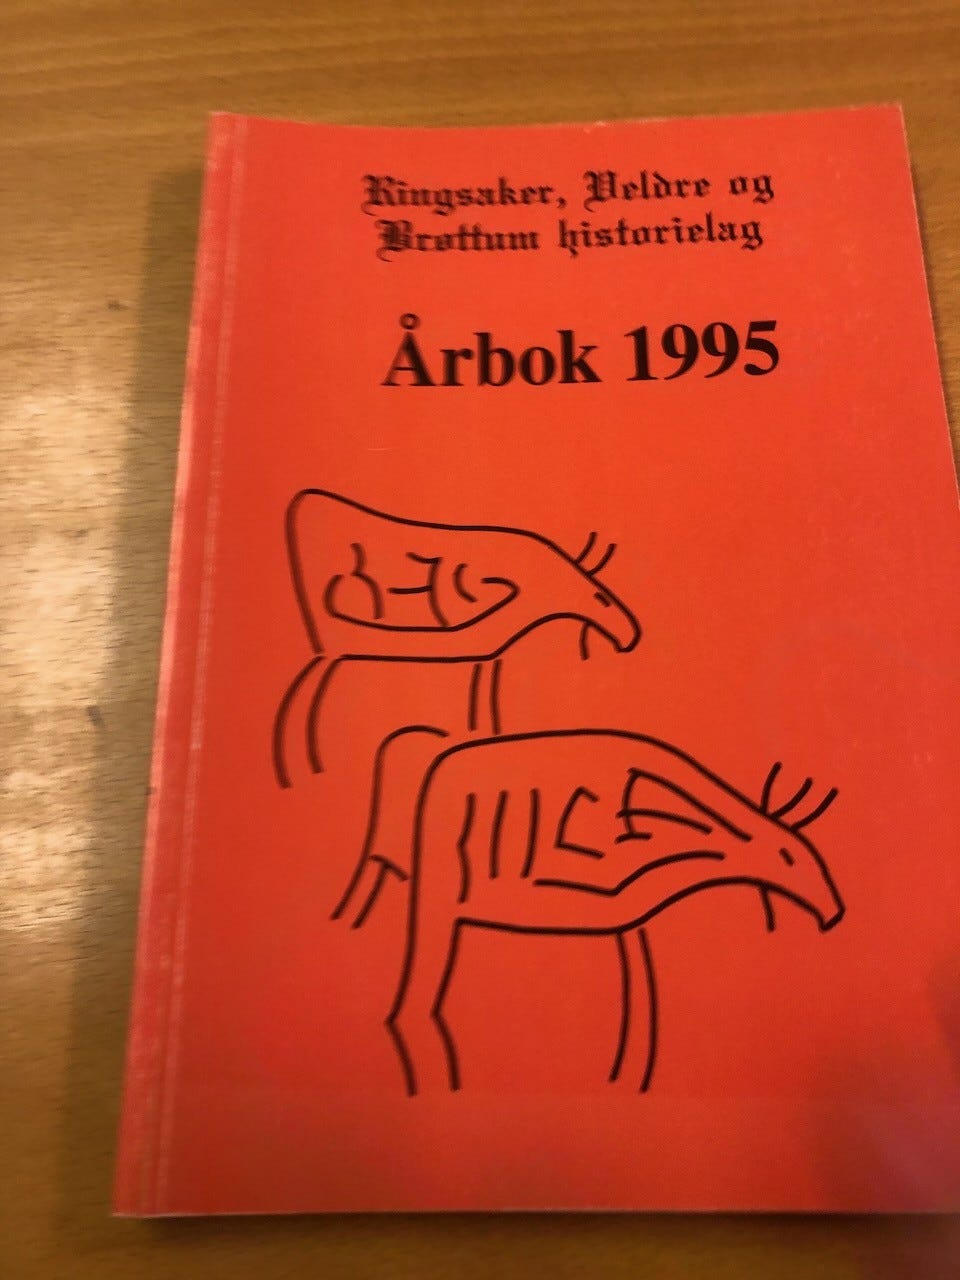 Ringsaker, Veldre og
Brøttum historielag
Årbok 1995